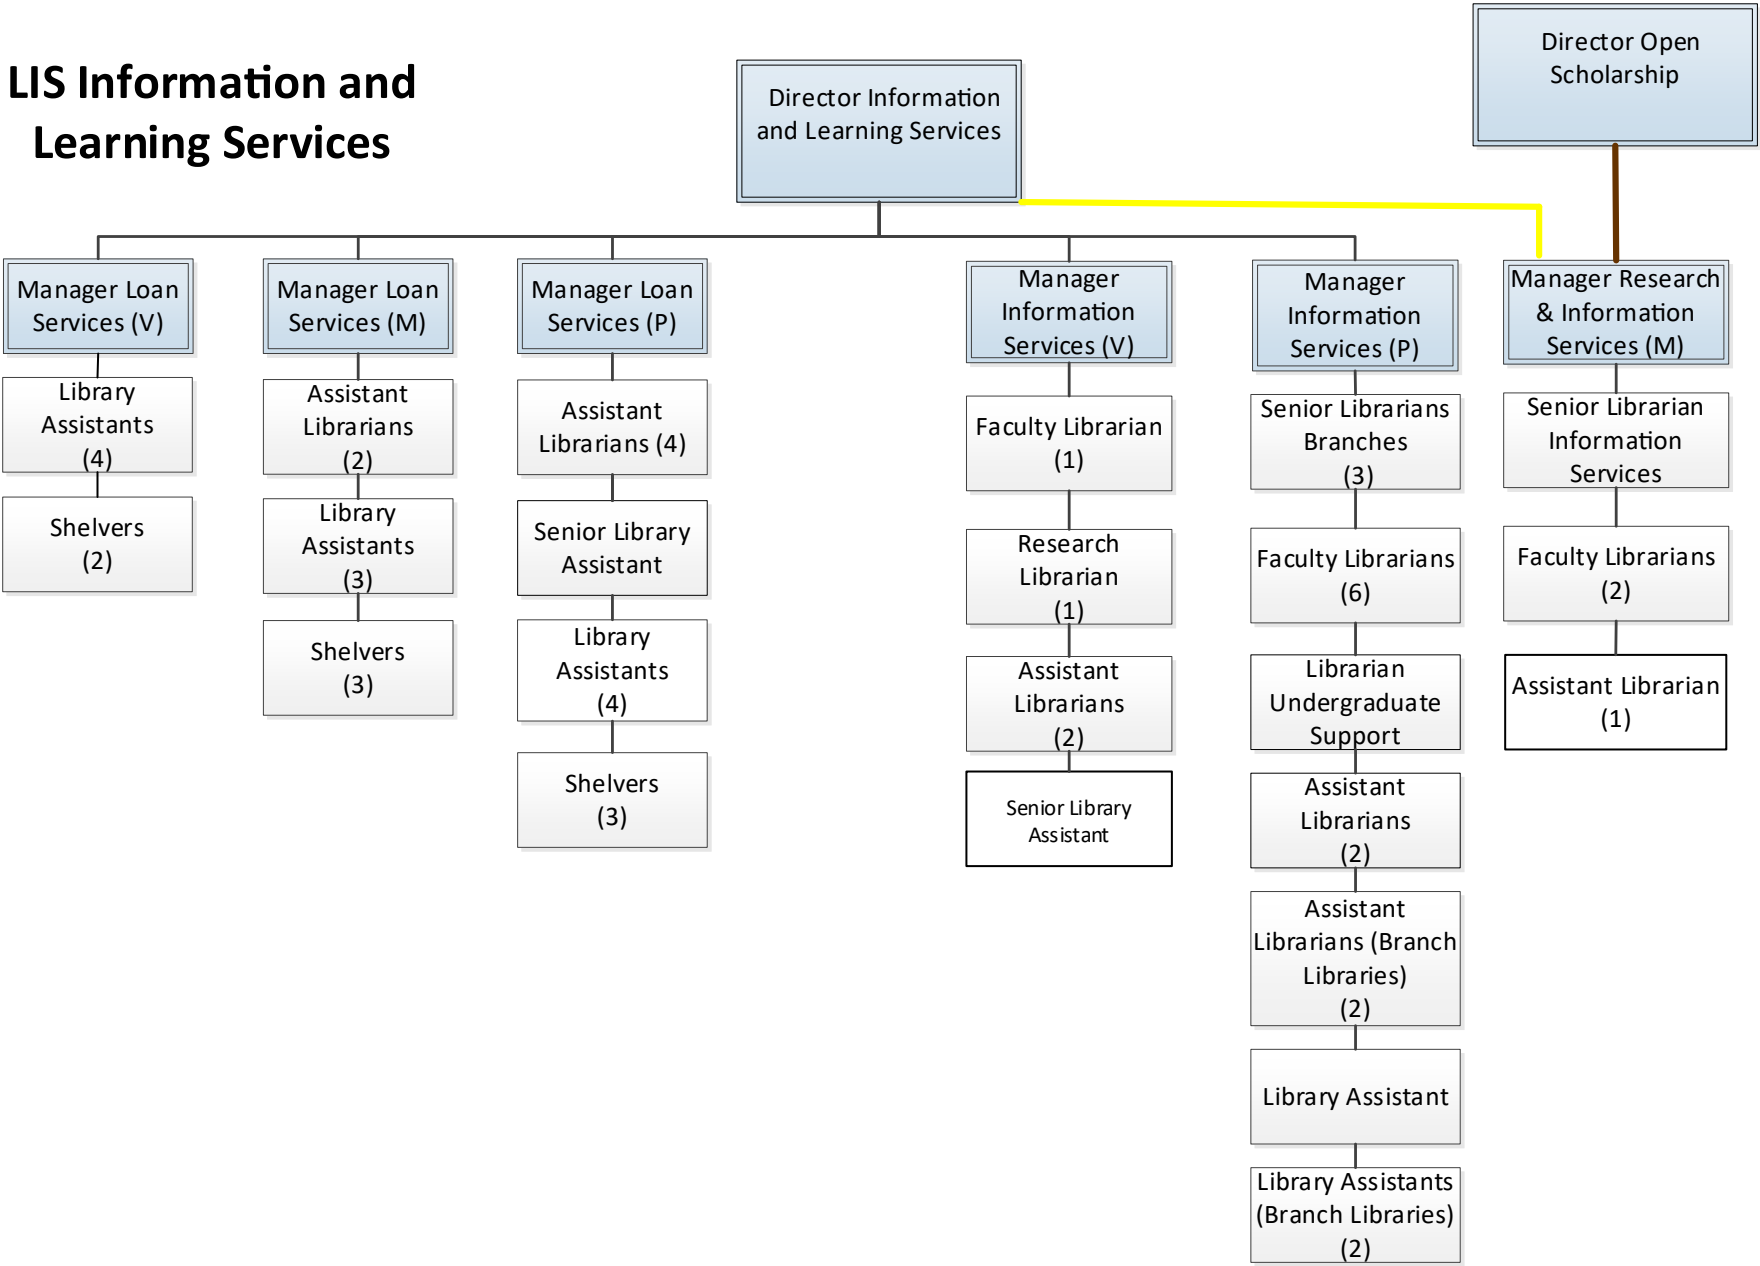 LIS Information and
Learning Services
Director Information
and Learning Services
Director Open
Scholarship
Manager Loan
Services (V)
Library
Assistants
(4)
Shelvers
(2)
Manager Loan
Services (M)
Assistant
Librarians
(2)
Library
Assistants
(3)
Shelvers
(3)
Manager Loan
Services (P)
Assistant
Librarians (4)
Senior Library
Assistant
Library
Assistants
(4)
Shelvers
(3)
Manager
Information
Services (V)
Faculty Librarian
(1)
Research
Librarian
(1)
Assistant
Librarians
(2)
Senior Library
Assistant
Manager
Information
Services (P)
Senior Librarians
Branches
(3)
Faculty Librarians
(6)
Librarian
Undergraduate
Support
Assistant
Librarians
(2)
Assistant
Librarians (Branch
Libraries)
(2)
Library Assistant
Library Assistants
(Branch Libraries)
(2)
Manager Research
& Information
Services (M)
Senior Librarian
Information
Services
Faculty Librarians
(2)
Assistant Librarian
(1)